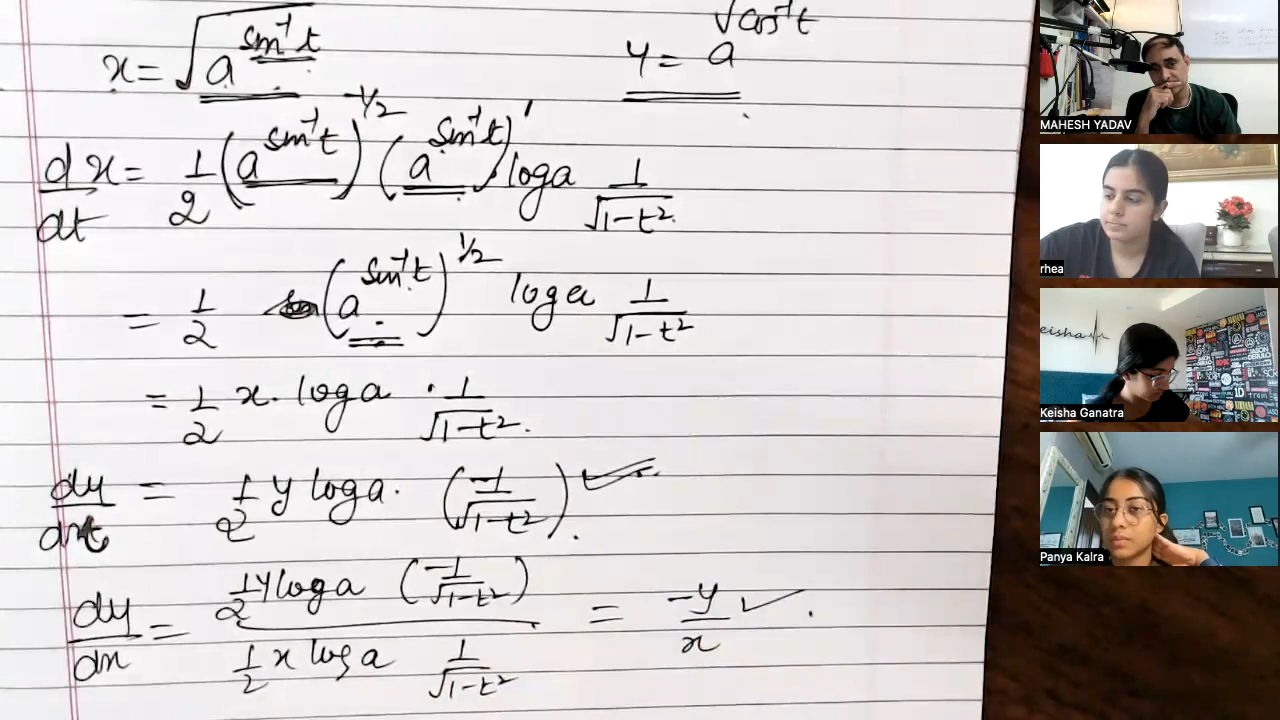 x = √(a^(sin⁻¹t)) y = a^(√cos⁻¹t)
dx/dt = 1/2 (a^(sin⁻¹t))^(-1/2) (a^(sin⁻¹t))' log a 1/√(1-t²)
= 1/2 (a^(sin⁻¹t))^(1/2) log a 1/√(1-t²)
= 1/2 x · log a · 1/√(1-t²).
dy/dt = 1/2 y log a · (-1/√(1-t²)).
dy/dx = (1/2 y log a (-1/√(1-t²))) / (1/2 x log a 1/√(1-t²)) = -y/x ✓.
MAHESH YADAV
rhea
keisha
Keisha Ganatra
Panya Kalra